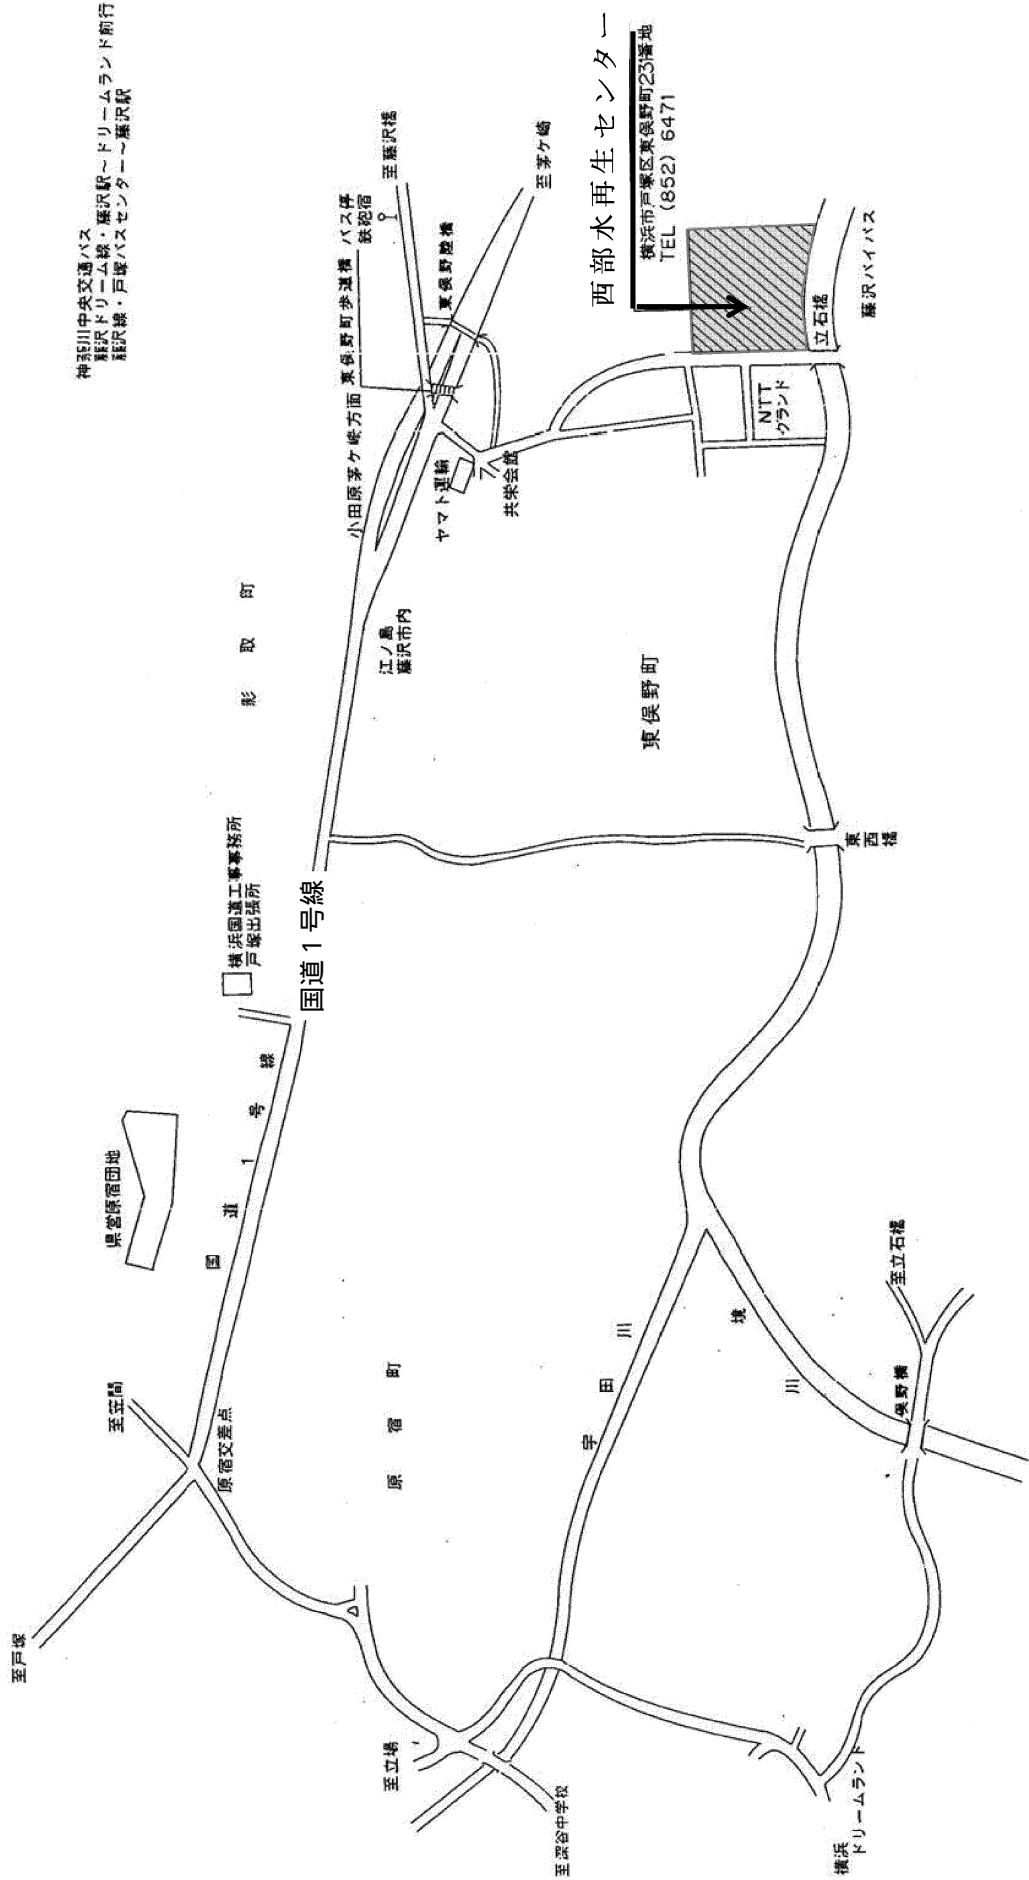 神奈川中央交通バス
藤沢ドリーム線・藤沢駅~ドリームランド前行
藤沢線・戸塚バスセンター~藤沢駅
西部水再生センター
横浜市戸塚区東俣野町231番地
TEL (852) 6471
至藤沢橋
至茅ケ崎
バス停
鉄砲宿
東俣野町歩道橋
東俣野陸橋
小田原茅ケ崎方面
ヤマト運輸
共栄会館
NTT
グランド
立石橋
藤沢バイパス
江ノ島
藤沢市内
影取町
東俣野町
東西橋
横浜国道工事事務所
戸塚出張所
国道1号線
国道1号線
県営原宿団地
至笠間
原宿交差点
原宿町
至戸塚
宇田川
境川
至立石橋
俣野橋
至立場
至深谷中学校
横浜
ドリームランド